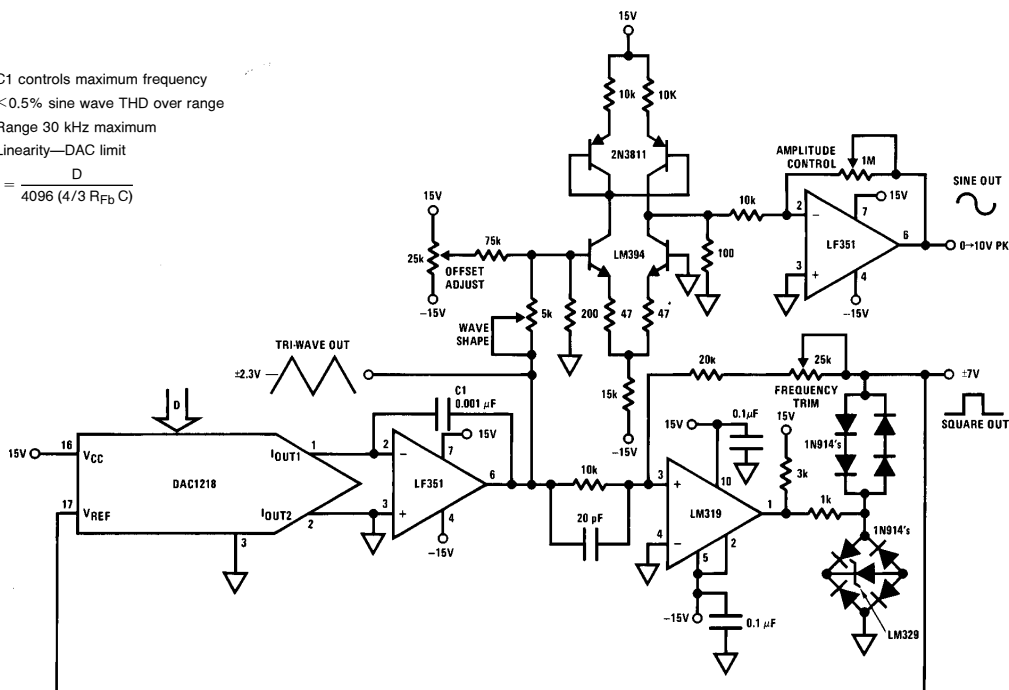 C1 controls maximum frequency
<0.5% sine wave THD over range
Range 30 kHz maximum
Linearity—DAC limit
= D
4096 (4/3 RFb C)
15V
10k
10K
2N3811
AMPLITUDE
CONTROL
1M
SINE OUT
15V
10k
2
−
7
LF351
6
0→10V PK
3
+
4
−15V
100
15V
25k
75k
OFFSET
ADJUST
−15V
LM394
5k
200
47
47
WAVE
SHAPE
15k
−15V
TRI-WAVE OUT
±2.3V
20k
25k
FREQUENCY
TRIM
±7V
SQUARE OUT
D
C1
0.001 µF
15V
16
VCC
DAC1218
IOUT1
1
2
−
7
15V
LF351
6
17
VREF
IOUT2
2
3
+
4
−15V
3
10k
20 pF
15V
0.1µF
15V
3k
1N914's
3
+
10
LM319
1
1k
4
−
5
2
1N914's
−15V
0.1 µF
LM329